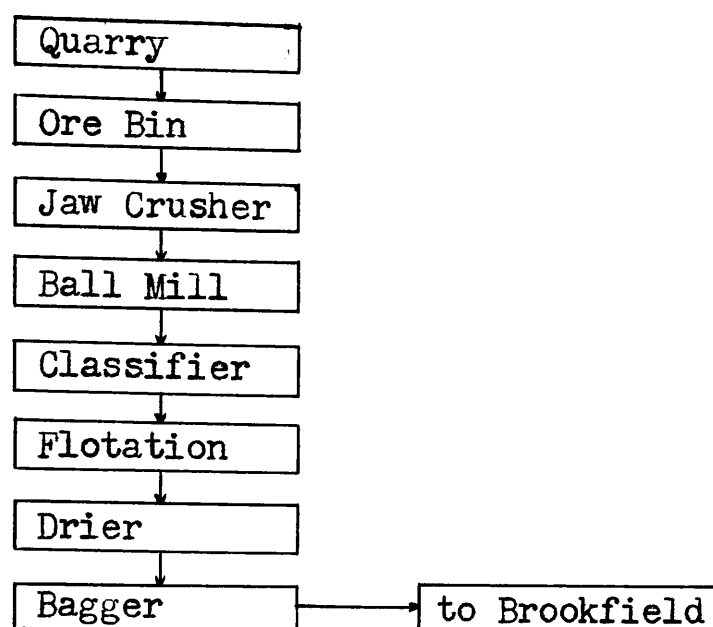 Quarry
Ore Bin
Jaw Crusher
Ball Mill
Classifier
Flotation
Drier
Bagger
to Brookfield